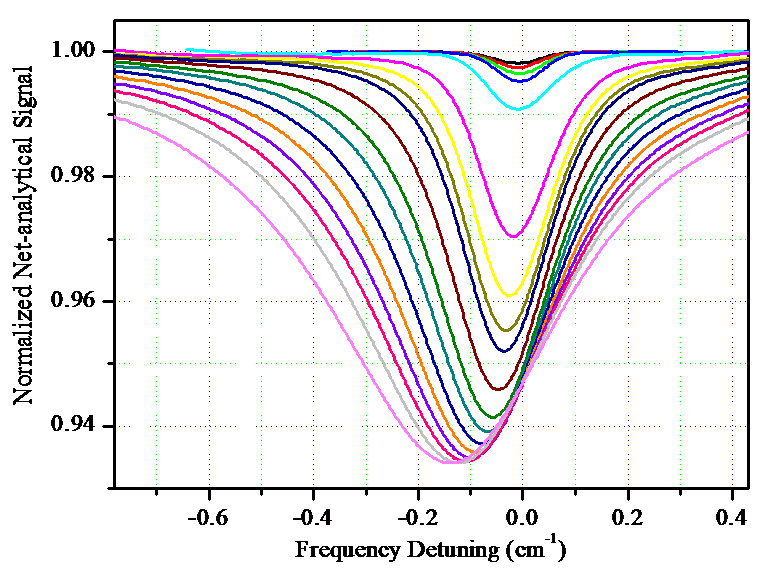 Normalized Net-analytical Signal
1.00
0.98
0.96
0.94
-0.6 -0.4 -0.2 0.0 0.2 0.4
Frequency Detuning (cm⁻¹)